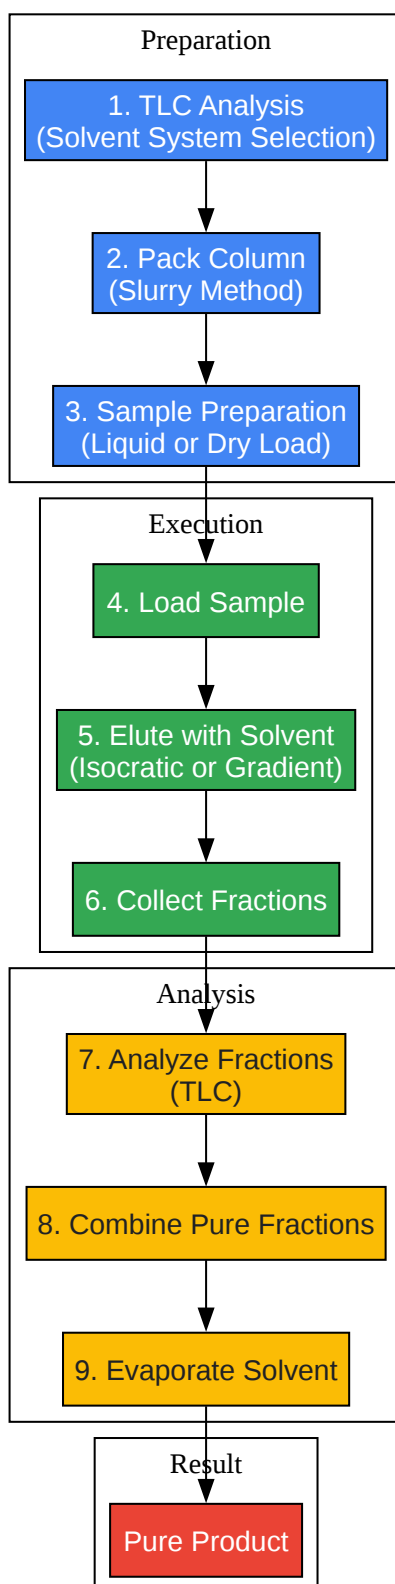 Preparation
1. TLC Analysis
(Solvent System Selection)
2. Pack Column
(Slurry Method)
3. Sample Preparation
(Liquid or Dry Load)
Execution
4. Load Sample
5. Elute with Solvent
(Isocratic or Gradient)
6. Collect Fractions
Analysis
7. Analyze Fractions
(TLC)
8. Combine Pure Fractions
9. Evaporate Solvent
Result
Pure Product